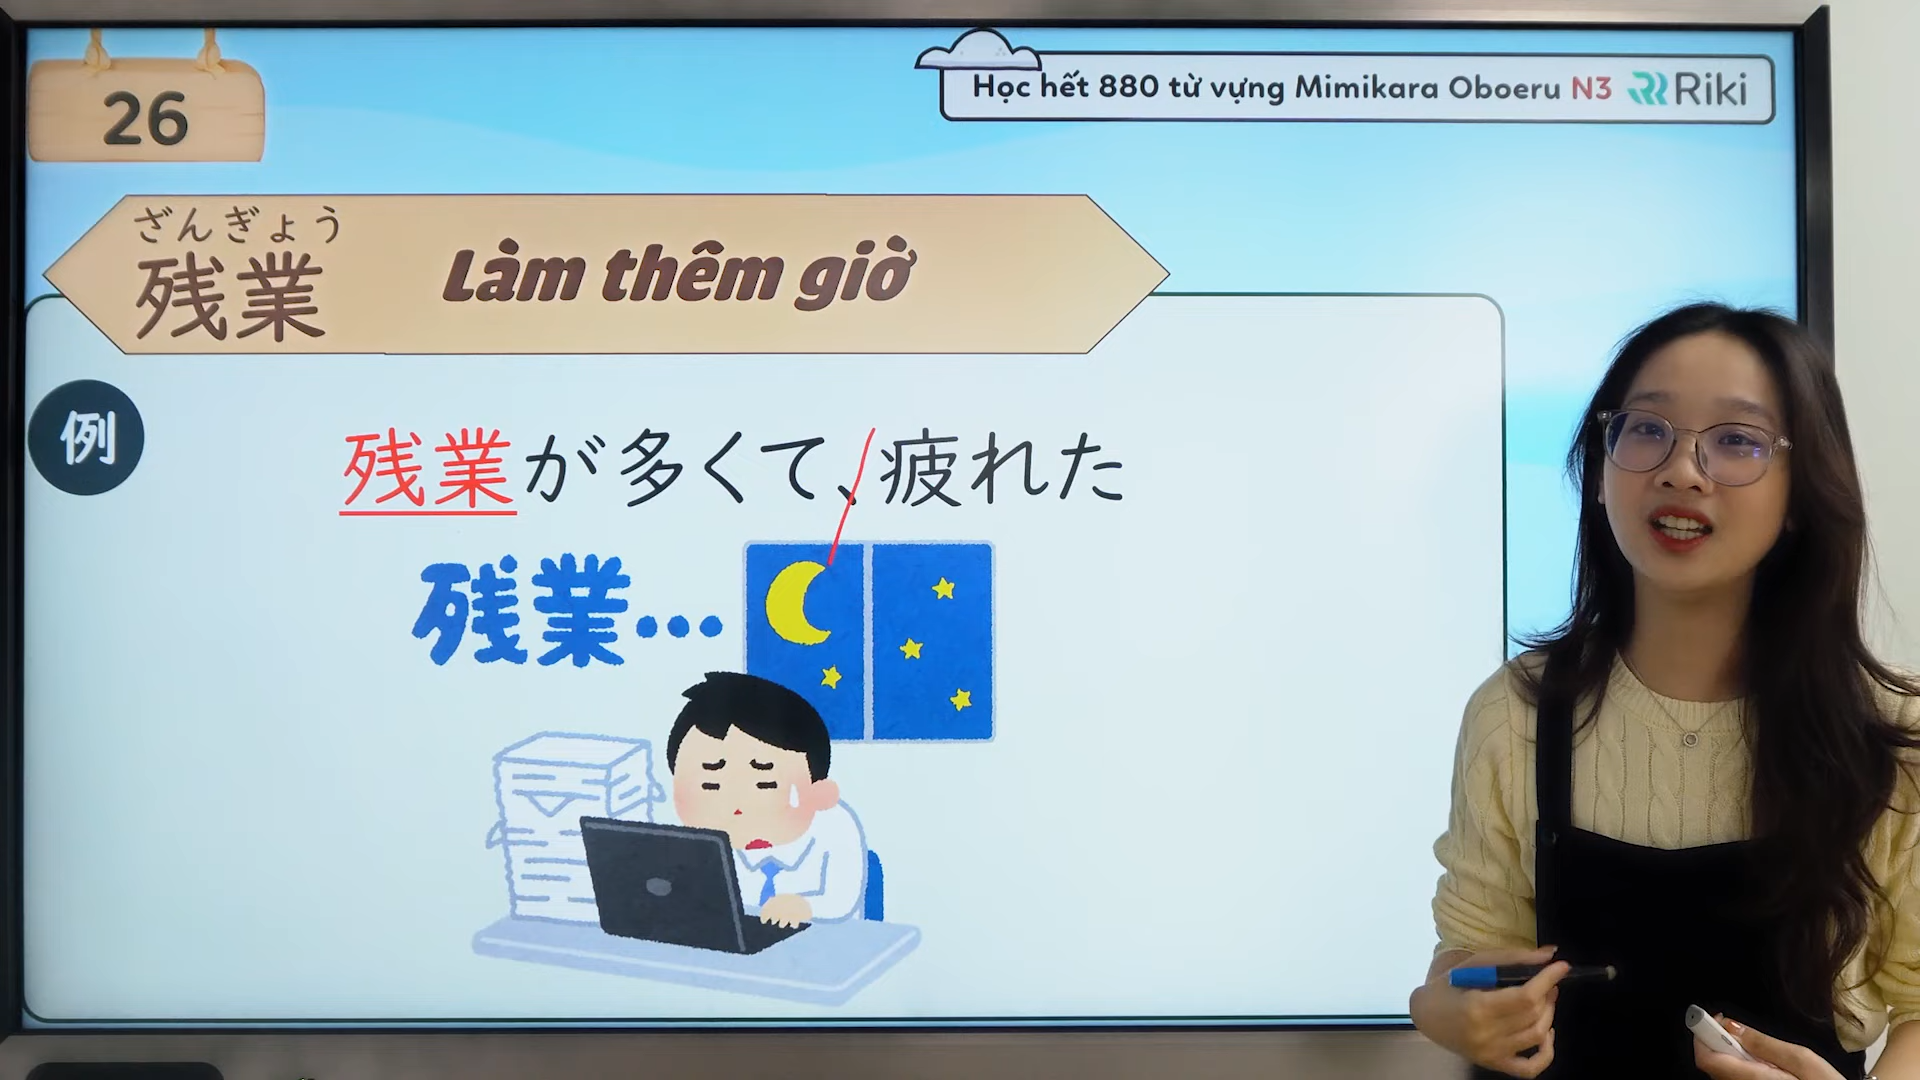 26
Học hết 880 từ vựng Mimikara Oboeru N3 Riki
ざんぎょう
残業 Làm thêm giờ
例
残業が多くて、疲れた
残業…